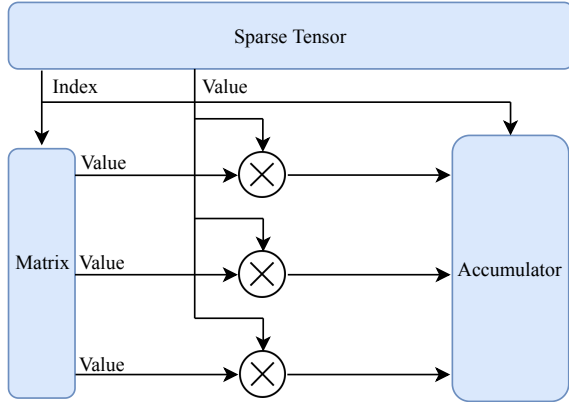 Sparse Tensor
Index
Value
Value
Value
Matrix
Accumulator
Value